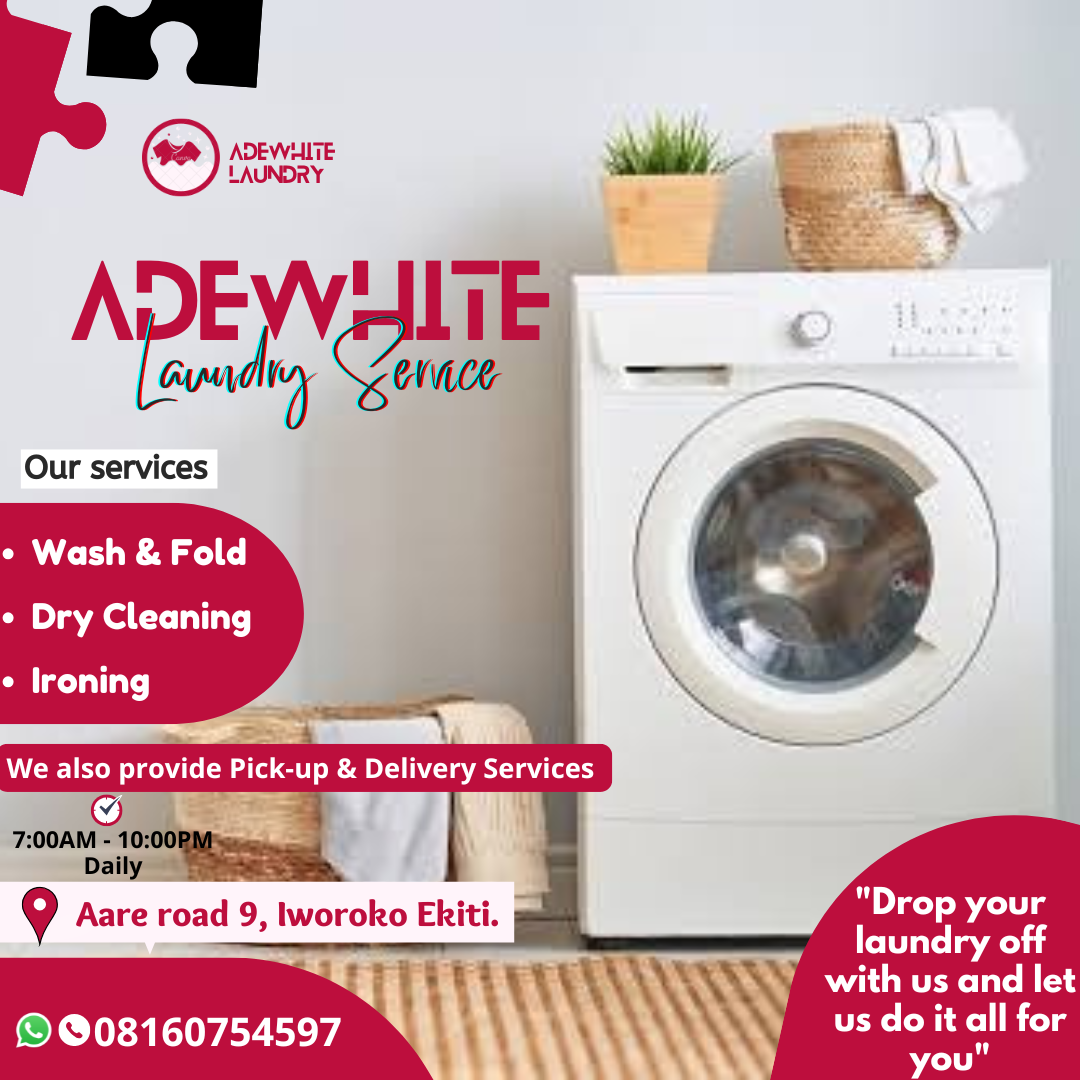 ADEWHITE
LAUNDRY
ADEWHITE
Laundry Service
Our services
• Wash & Fold
• Dry Cleaning
• Ironing
We also provide Pick-up & Delivery Services
7:00AM - 10:00PM
Daily
Aare road 9, Iworoko Ekiti.
08160754597
"Drop your
laundry off
with us and let
us do it all for
you"